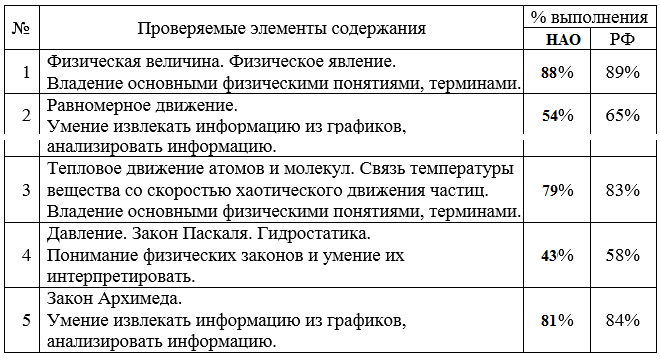 № Проверяемые элементы содержания % выполнения
НАО РФ
1 Физическая величина. Физическое явление.
Владение основными физическими понятиями, терминами. 88% 89%
2 Равномерное движение.
Умение извлекать информацию из графиков, 54% 65%
анализировать информацию.
3 Тепловое движение атомов и молекул. Связь температуры
вещества со скоростью хаотического движения частиц. 79% 83%
Владение основными физическими понятиями, терминами.
4 Давление. Закон Паскаля. Гидростатика.
Понимание физических законов и умение их 43% 58%
интерпретировать.
5 Закон Архимеда.
Умение извлекать информацию из графиков, 81% 84%
анализировать информацию.